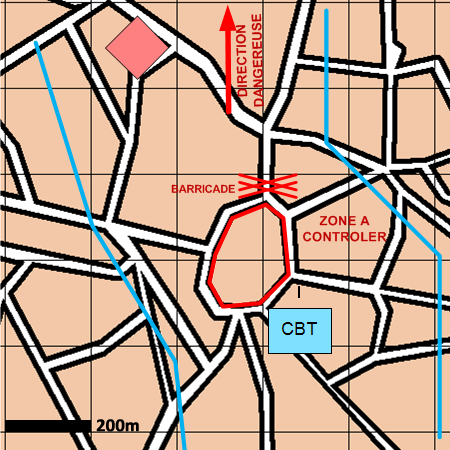 DIRECTION
DANGEREUSE
BARRICADE
ZONE A
CONTROLER
CBT
200m